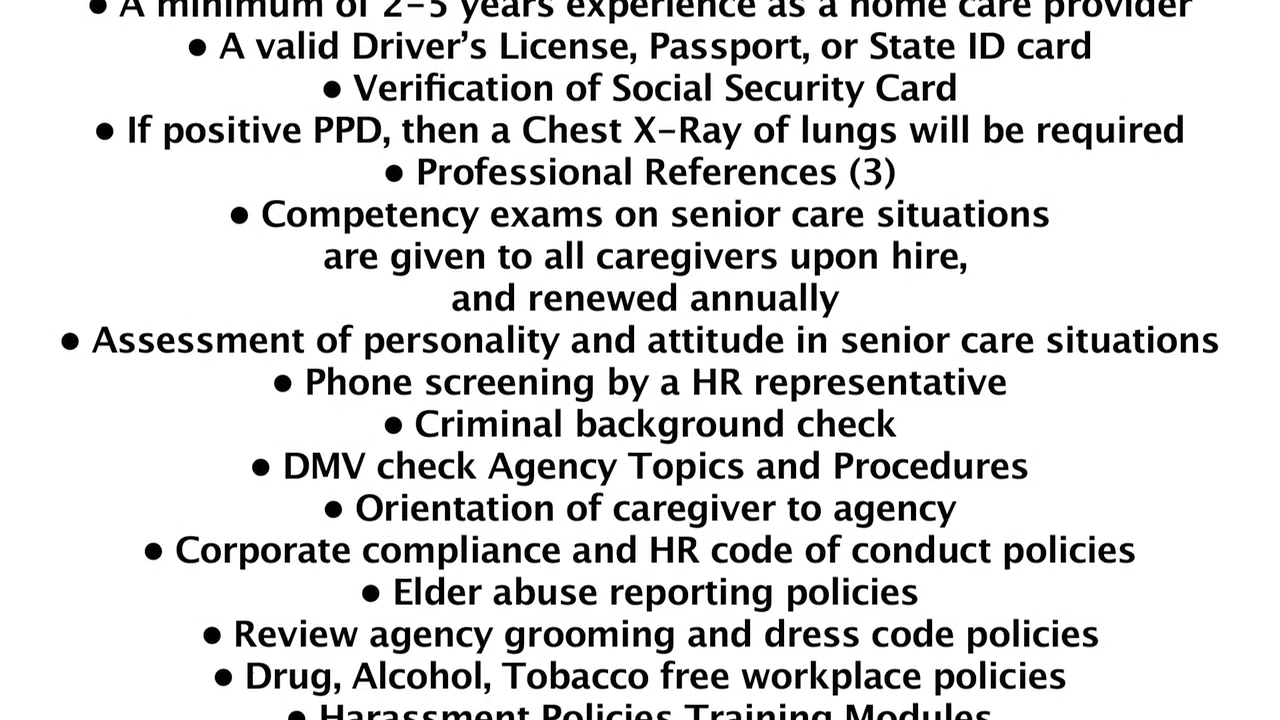 • A minimum of 2-5 years experience as a home care provider
• A valid Driver’s License, Passport, or State ID card
• Verification of Social Security Card
• If positive PPD, then a Chest X-Ray of lungs will be required
• Professional References (3)
• Competency exams on senior care situations
are given to all caregivers upon hire,
and renewed annually
• Assessment of personality and attitude in senior care situations
• Phone screening by a HR representative
• Criminal background check
• DMV check Agency Topics and Procedures
• Orientation of caregiver to agency
• Corporate compliance and HR code of conduct policies
• Elder abuse reporting policies
• Review agency grooming and dress code policies
• Drug, Alcohol, Tobacco free workplace policies
• Harassment Policies Training Modules